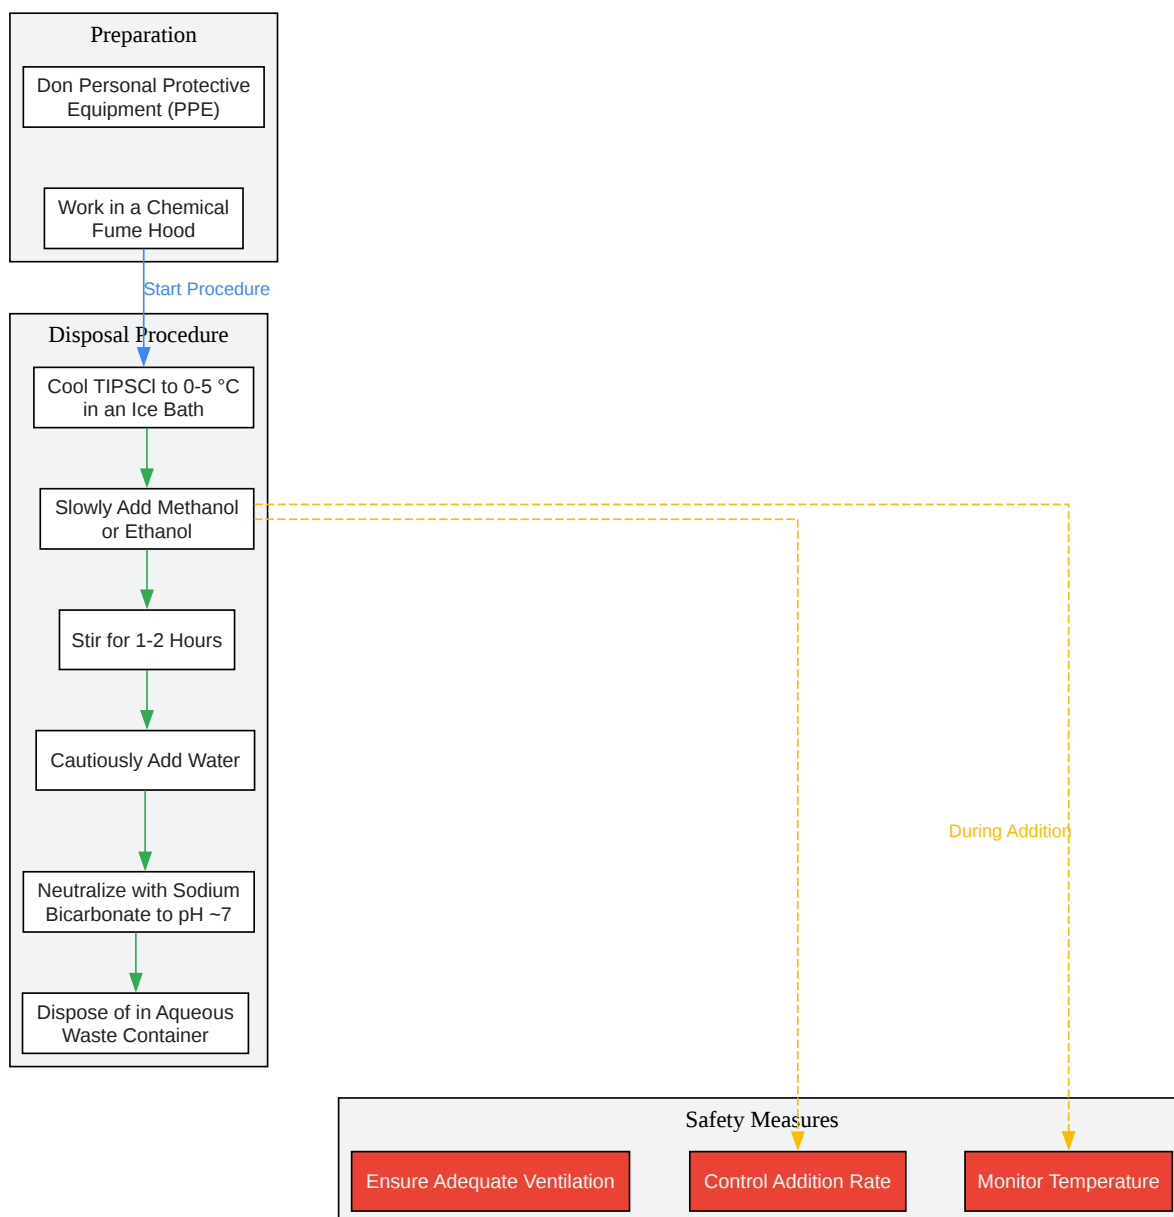 Preparation
Don Personal Protective
Equipment (PPE)
Work in a Chemical
Fume Hood
Start Procedure
Disposal Procedure
Cool TIPSCl to 0-5 °C
in an Ice Bath
Slowly Add Methanol
or Ethanol
Stir for 1-2 Hours
Cautiously Add Water
During Addition
Neutralize with Sodium
Bicarbonate to pH ~7
Dispose of in Aqueous
Waste Container
Safety Measures
Ensure Adequate Ventilation
Control Addition Rate
Monitor Temperature